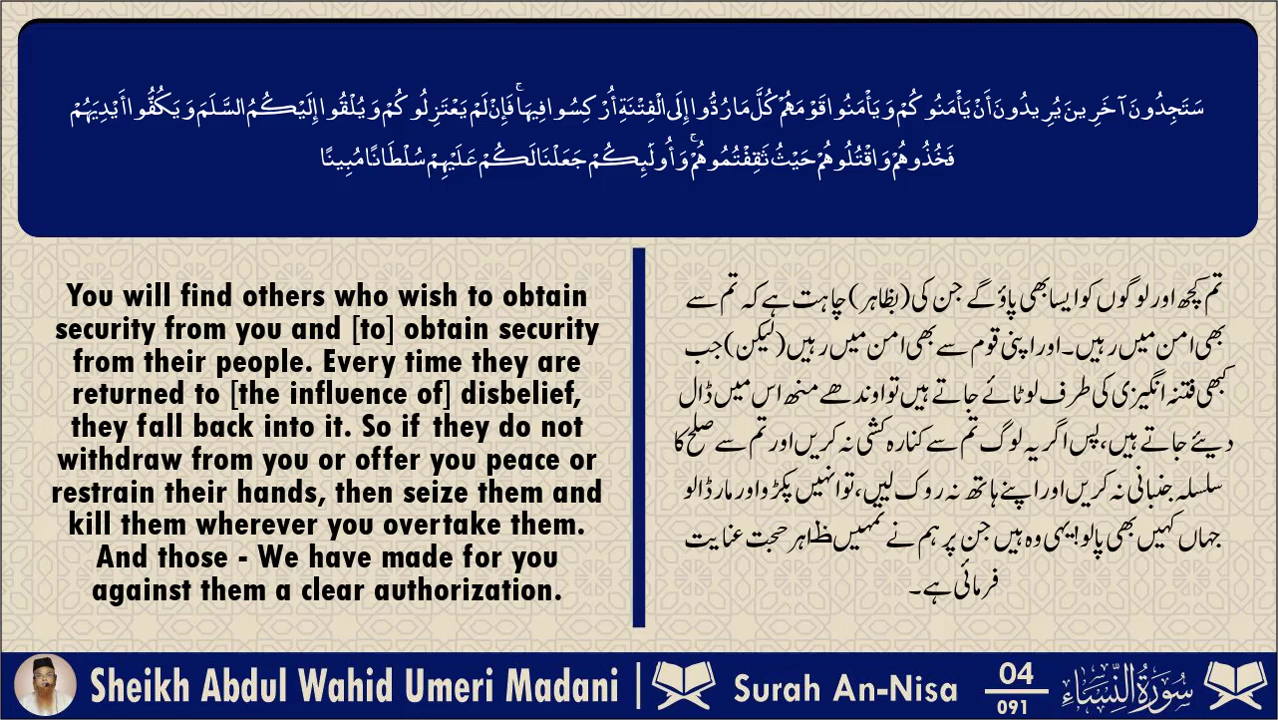 سَتَجِدُونَ آخَرِينَ يُرِيدُونَ أَنْ يَأْمَنُوكُمْ وَيَأْمَنُوا قَوْمَهُمْ كُلَّ مَا رُدُّوا إِلَى الْفِتْنَةِ أُرْكِسُوا فِيهَا ۚ فَإِنْ لَمْ يَعْتَزِلُوكُمْ وَيُلْقُوا إِلَيْكُمُ السَّلَمَ وَيَكُفُّوا أَيْدِيَهُمْ
فَخُذُوهُمْ وَاقْتُلُوهُمْ حَيْثُ ثَقِفْتُمُوهُمْ ۚ وَأُولَٰئِكُمْ جَعَلْنَا لَكُمْ عَلَيْهِمْ سُلْطَانًا مُبِينًا
You will find others who wish to obtain
security from you and [to] obtain security
from their people. Every time they are
returned to [the influence of] disbelief,
they fall back into it. So if they do not
withdraw from you or offer you peace or
restrain their hands, then seize them and
kill them wherever you overtake them.
And those - We have made for you
against them a clear authorization.
تم کچھ اور لوگوں کو ایسا بھی پاؤ گے جن کی (بظاہر) چاہت ہے کہ تم سے
بھی امن میں رہیں۔ اور اپنی قوم سے بھی امن میں رہیں (لیکن) جب
کبھی فتنہ انگیزی کی طرف لوٹائے جاتے ہیں تو اوندھے منھ اس میں ڈال
دیئے جاتے ہیں، پس اگر یہ لوگ تم سے کنارہ کشی نہ کریں اور تم سے صلح کا
سلسلہ جنبانی نہ کریں اور اپنے ہاتھ نہ روک لیں، تو انہیں پکڑو اور مار ڈالو
جہاں کہیں بھی پالو! یہی وہ ہیں جن پر ہم نے تمہیں ظاہر حجت عنایت
فرمائی ہے۔
Sheikh Abdul Wahid Umeri Madani | Surah An-Nisa
04
091
سُورَةُ النِّسَاءِ